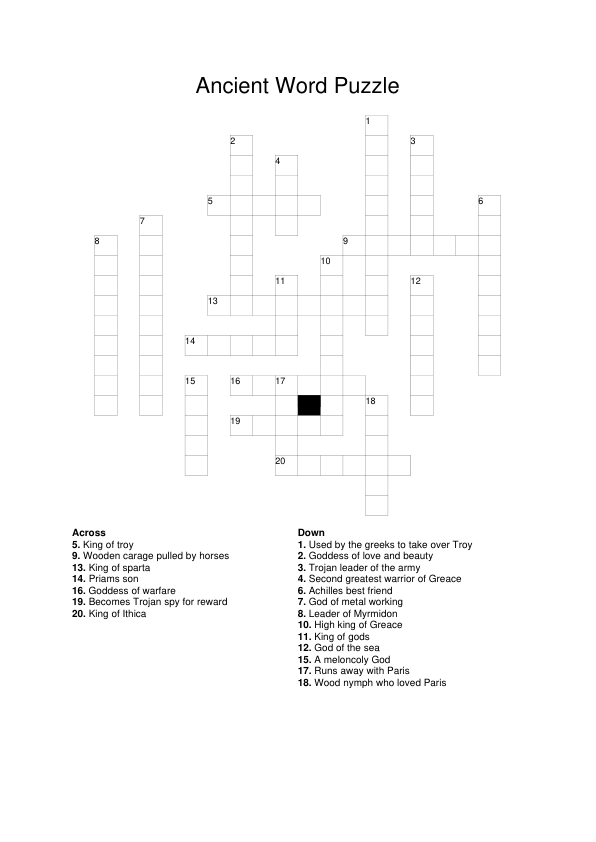 Ancient Word Puzzle
1
2
3
4
5
6
7
8
9
10
11
12
13
14
15
16
17
18
19
20
Across
5. King of troy
9. Wooden carage pulled by horses
13. King of sparta
14. Priams son
16. Goddess of warfare
19. Becomes Trojan spy for reward
20. King of Ithica
Down
1. Used by the greeks to take over Troy
2. Goddess of love and beauty
3. Trojan leader of the army
4. Second greatest warrior of Greace
6. Achilles best friend
7. God of metal working
8. Leader of Myrmidon
10. High king of Greace
11. King of gods
12. God of the sea
15. A meloncoly God
17. Runs away with Paris
18. Wood nymph who loved Paris